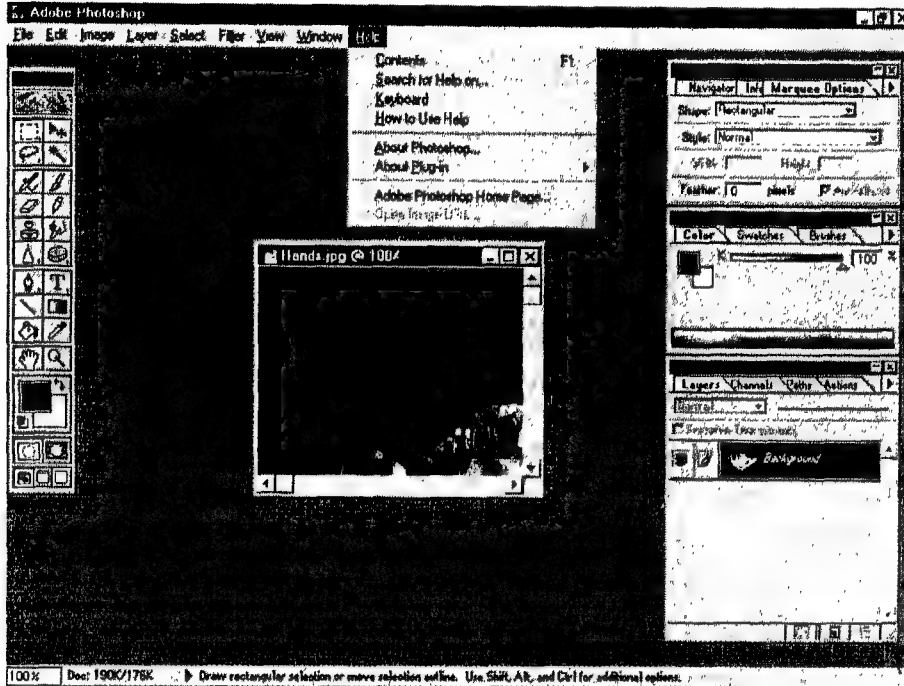 Adobe Photoshop
File Edit Image Layer Select Filter View Window Help
Contents F1
Search for Help on...
Keyboard
How to Use Help
About Photoshop...
About Plug-in
Adobe Photoshop Home Page...
Open Image
Navigator Info Marquee Options
Shape: Rectangular
Style: Normal
Width: Height:
Feather: 0 pixels
Color Swatches Brushes
K 100 %
Hands.jpg @ 100%
T
Layers Channels Paths Actions
Normal
Background
100% Doc: 190K/176K Draw rectangular selection or move selection outline. Use Shift, Alt, and Ctrl for additional options.